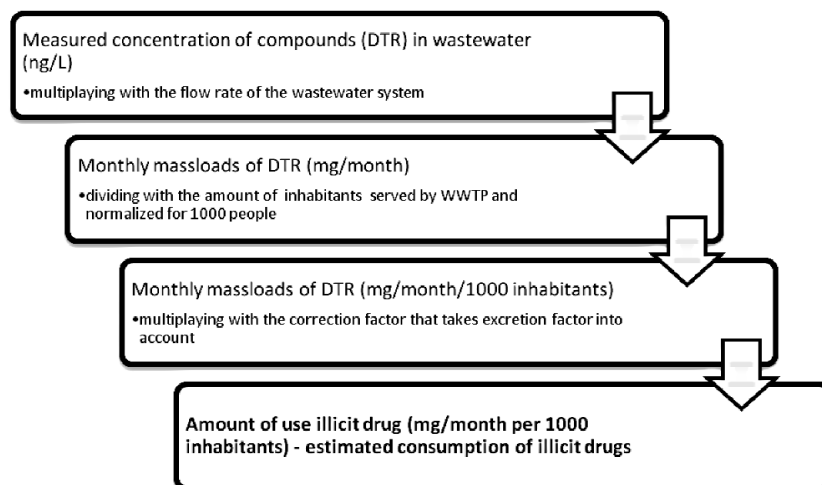 Measured concentration of compounds (DTR) in wastewater
(ng/L)
•multiplaying with the flow rate of the wastewater system
Monthly massloads of DTR (mg/month)
•dividing with the amount of inhabitants served by WWTP and
normalized for 1000 people
Monthly massloads of DTR (mg/month/1000 inhabitants)
•multiplaying with the correction factor that takes excretion factor into
account
Amount of use illicit drug (mg/month per 1000
inhabitants) - estimated consumption of illicit drugs